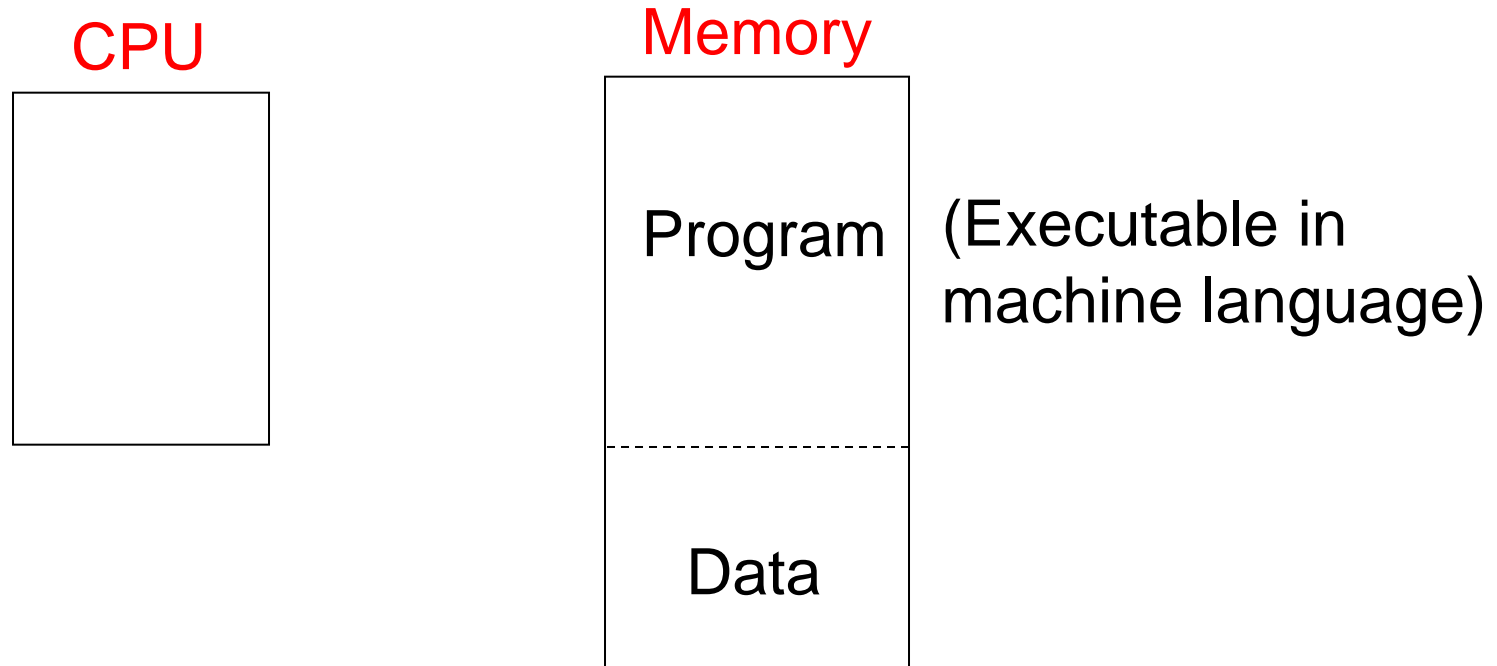 CPU
Memory
Program
(Executable in
machine language)
Data